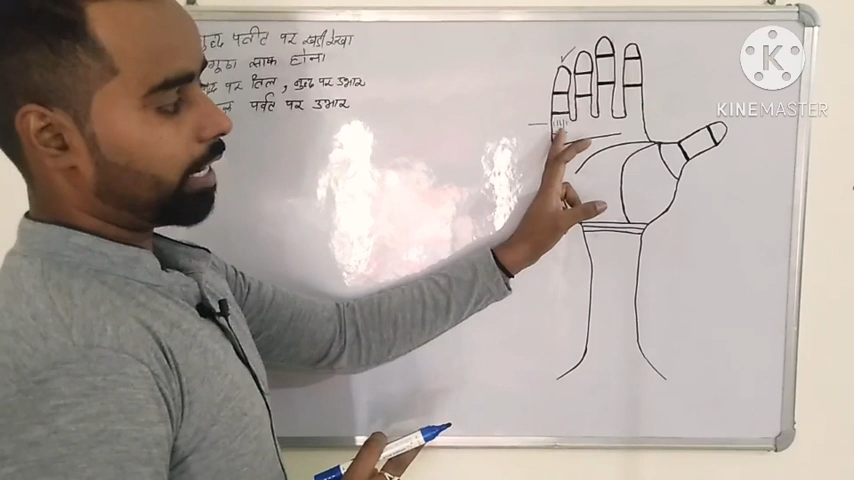 पर्वत पर खड़ी रेखा
साफ होना
पर तिल, बुद्ध पर उभार
पर्वत पर उभार
KINEMASTER